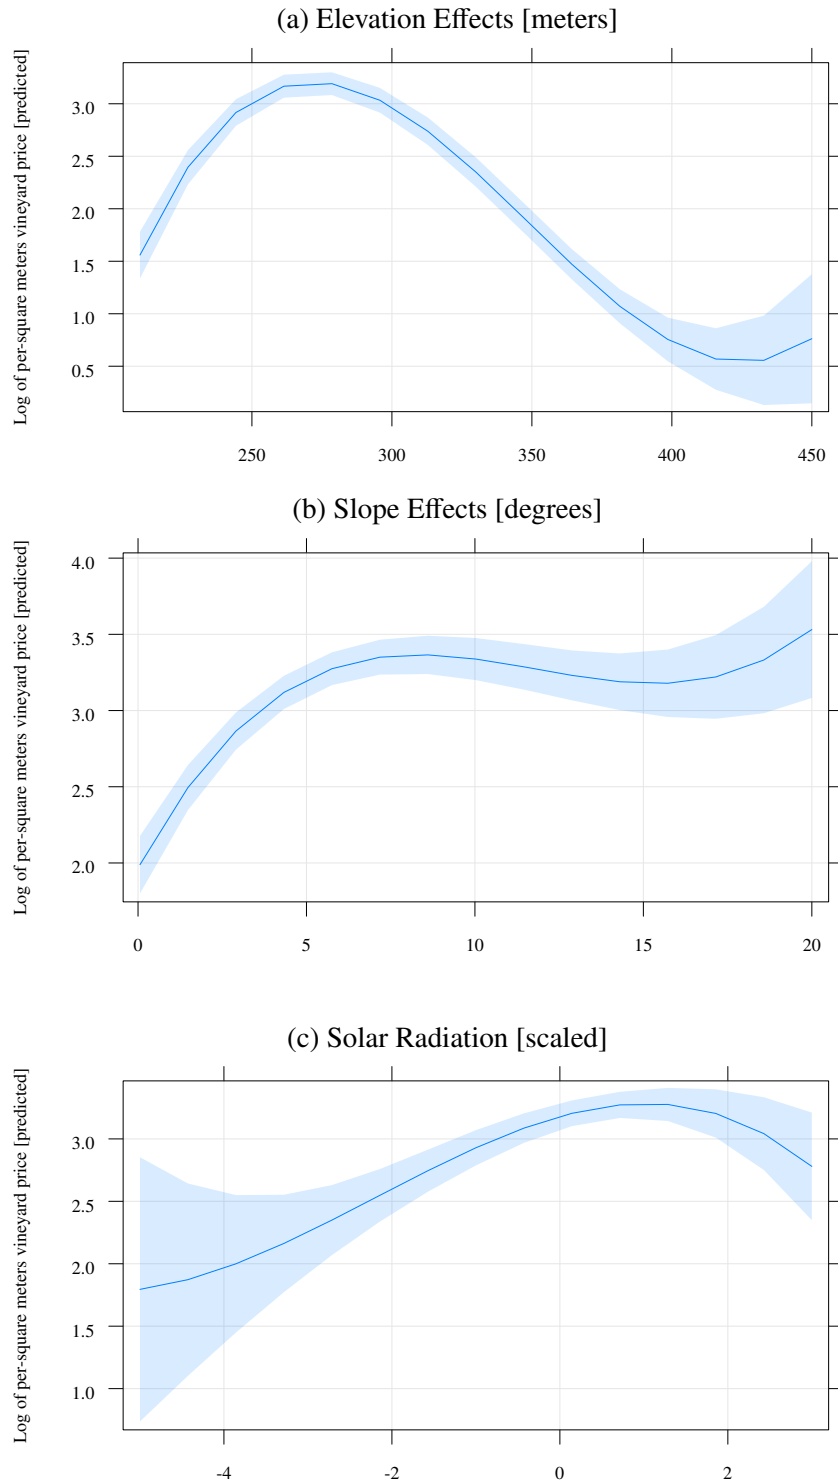 (a) Elevation Effects [meters]
Log of per-square meters vineyard price [predicted]
3.0
2.5
2.0
1.5
1.0
0.5
250 300 350 400 450
(b) Slope Effects [degrees]
Log of per-square meters vineyard price [predicted]
4.0
3.5
3.0
2.5
2.0
0 5 10 15 20
(c) Solar Radiation [scaled]
Log of per-square meters vineyard price [predicted]
3.0
2.5
2.0
1.5
1.0
-4 -2 0 2